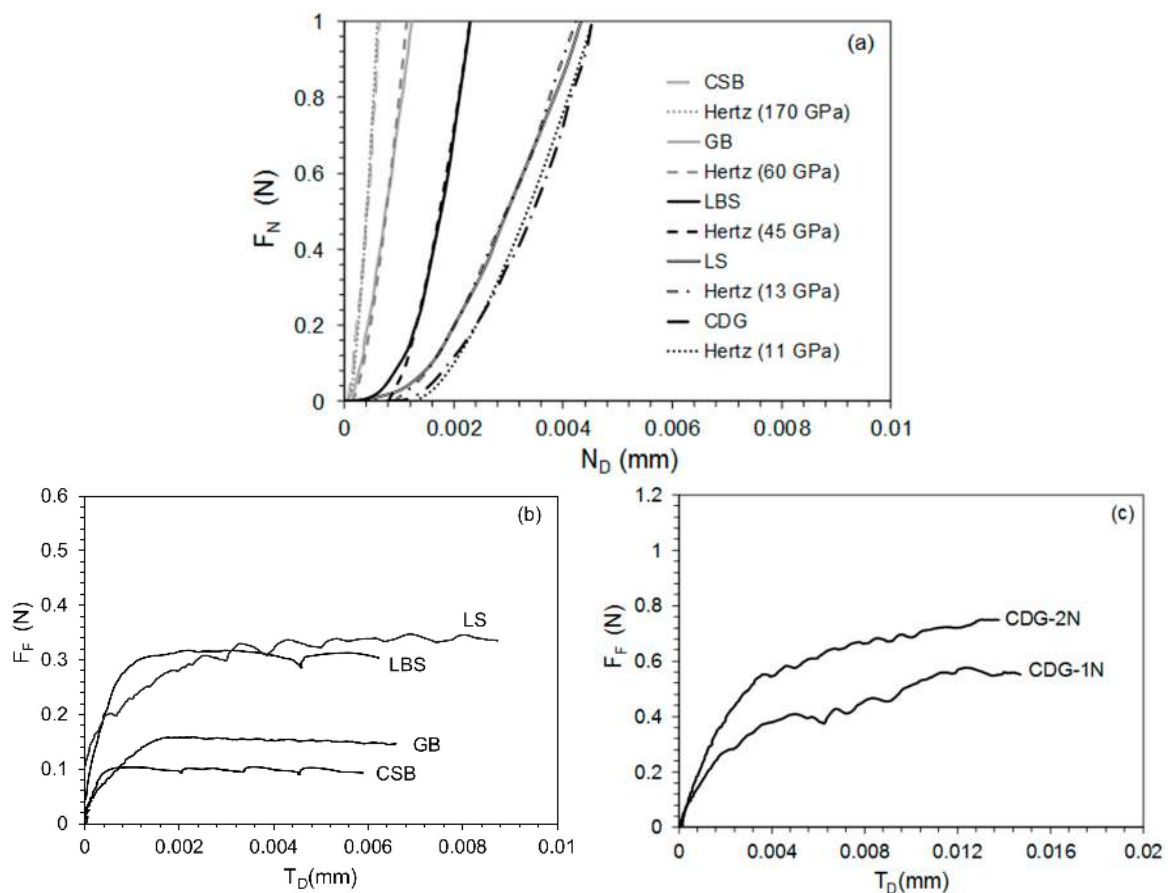 (a)
1
0.8
0.6
0.4
0.2
0
F_N (N)
CSB
Hertz (170 GPa)
GB
Hertz (60 GPa)
LBS
Hertz (45 GPa)
LS
Hertz (13 GPa)
CDG
Hertz (11 GPa)
0 0.002 0.004 0.006 0.008 0.01
N_D (mm)
(b)
0.6
0.5
0.4
0.3
0.2
0.1
0
F_F (N)
LS
LBS
GB
CSB
0 0.002 0.004 0.006 0.008 0.01
T_D(mm)
(c)
1.2
1
0.8
0.6
0.4
0.2
0
F_F (N)
CDG-2N
CDG-1N
0 0.004 0.008 0.012 0.016 0.02
T_D(mm)